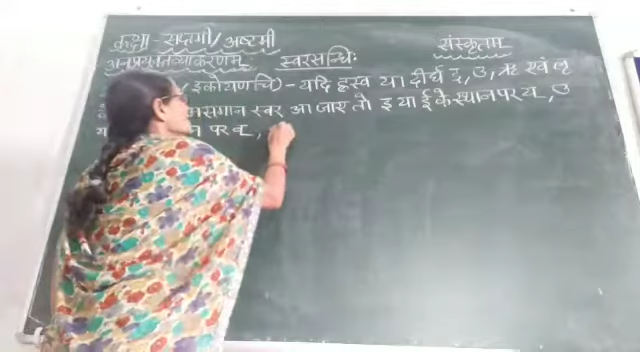 कक्षा - सप्तमी / अष्टमी संस्कृतम्
अनुप्रयुक्तव्याकरणम् स्वरसन्धिः
इकोयणचि) - यदि ह्रस्व या दीर्घ इ, उ, ऋ एवं लृ
असमान स्वर आ जाए तो इ या ई के स्थान पर य्, उ
पर व्,